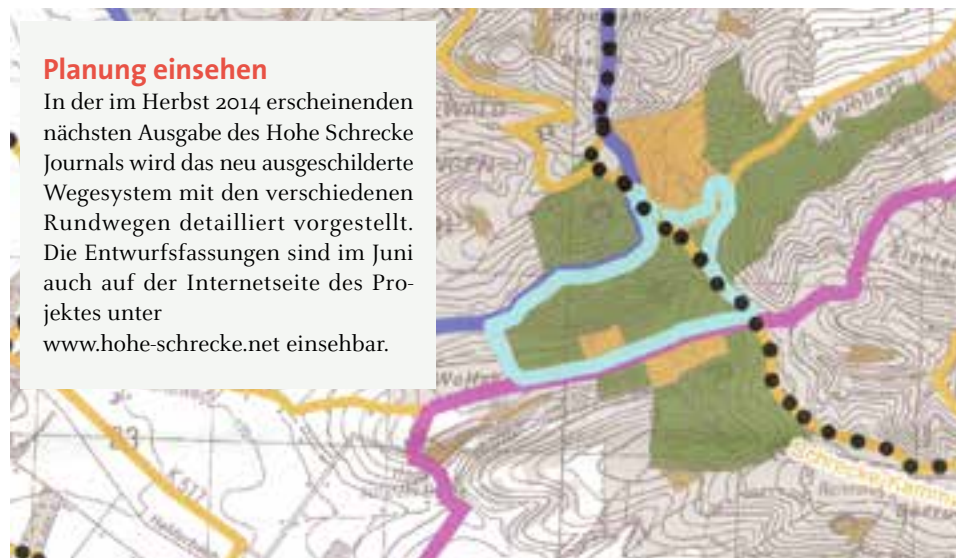 Planung einsehen
In der im Herbst 2014 erscheinenden
nächsten Ausgabe des Hohe Schrecke
Journals wird das neu ausgeschilderte
Wegesystem mit den verschiedenen
Rundwegen detailliert vorgestellt.
Die Entwurfsfassungen sind im Juni
auch auf der Internetseite des Pro-
jektes unter
www.hohe-schrecke.net einsehbar.
K 517